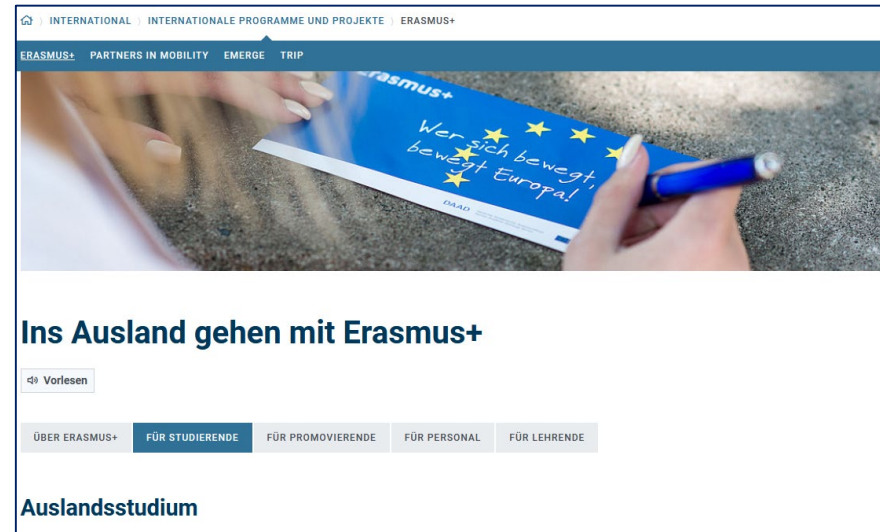 INTERNATIONAL INTERNATIONALE PROGRAMME UND PROJEKTE ERASMUS+
ERASMUS+ PARTNERS IN MOBILITY EMERGE TRIP
Erasmus+
Wer sich bewegt,
bewegt Europa!
DAAD
Ins Ausland gehen mit Erasmus+
Vorlesen
ÜBER ERASMUS+ FÜR STUDIERENDE FÜR PROMOVIERENDE FÜR PERSONAL FÜR LEHRENDE
Auslandsstudium